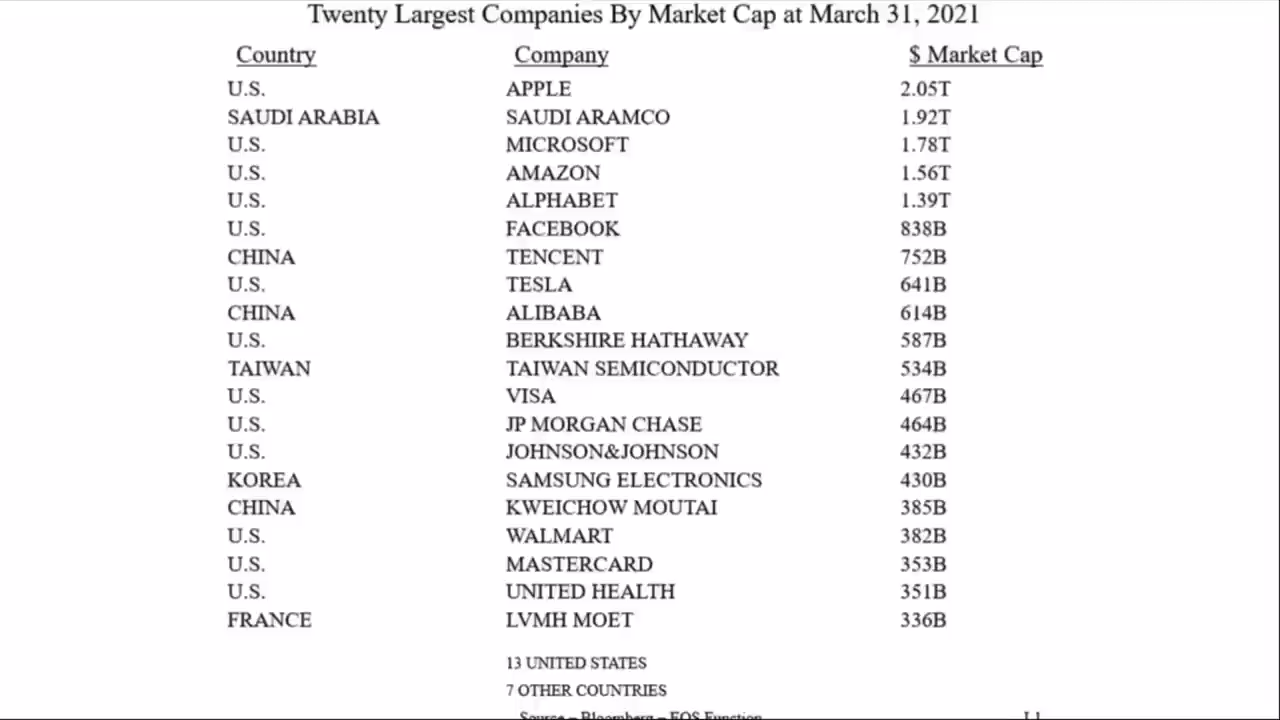 Twenty Largest Companies By Market Cap at March 31, 2021
Country Company $ Market Cap
U.S. APPLE 2.05T
SAUDI ARABIA SAUDI ARAMCO 1.92T
U.S. MICROSOFT 1.78T
U.S. AMAZON 1.56T
U.S. ALPHABET 1.39T
U.S. FACEBOOK 838B
CHINA TENCENT 752B
U.S. TESLA 641B
CHINA ALIBABA 614B
U.S. BERKSHIRE HATHAWAY 587B
TAIWAN TAIWAN SEMICONDUCTOR 534B
U.S. VISA 467B
U.S. JP MORGAN CHASE 464B
U.S. JOHNSON&JOHNSON 432B
KOREA SAMSUNG ELECTRONICS 430B
CHINA KWEICHOW MOUTAI 385B
U.S. WALMART 382B
U.S. MASTERCARD 353B
U.S. UNITED HEALTH 351B
FRANCE LVMH MOET 336B
13 UNITED STATES
7 OTHER COUNTRIES
Source – Bloomberg – EQS Function